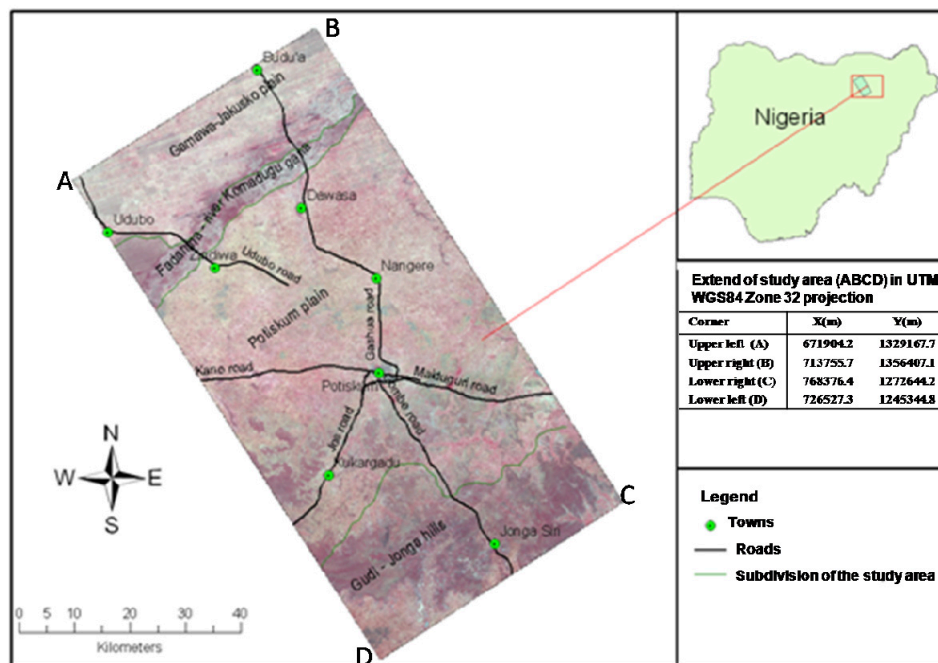 B
Budu'a
Gamawa-Jakusko plain
A
Fadama - river Komadugu gana
Udubo
Dawasa
Udubo road
Nangere
Potiskum plain
Gashua road
Kano road
Potiskum
Maiduguri road
Gombe road
Jos road
Kukargadu
C
Jonga Siri
Gudi - Jonga hills
D
N
W
E
S
0 5 10 20 30 40
Kilometers
Nigeria
Extend of study area (ABCD) in UTM
WGS84 Zone 32 projection
Corner X(m) Y(m)
Upper left (A) 671904.2 1329167.7
Upper right (B) 713755.7 1356407.1
Lower right (C) 768376.4 1272644.2
Lower left (D) 726527.3 1245344.8
Legend
Towns
Roads
Subdivision of the study area